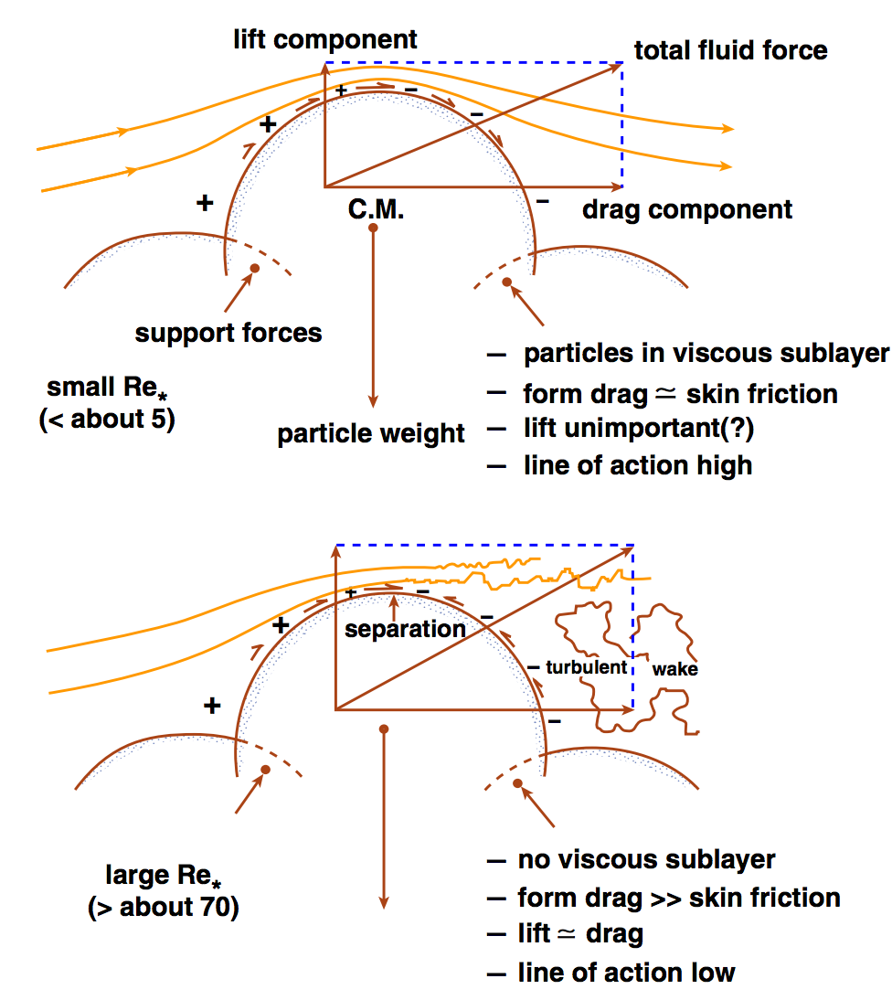 lift component
total fluid force
+
–
+
–
+
–
C.M.
drag component
support forces
small Re*
(< about 5)
particle weight
– particles in viscous sublayer
– form drag ≃ skin friction
– lift unimportant(?)
– line of action high
+
–
separation
+
–
– turbulent wake
+
–
large Re*
(> about 70)
– no viscous sublayer
– form drag >> skin friction
– lift ≃ drag
– line of action low